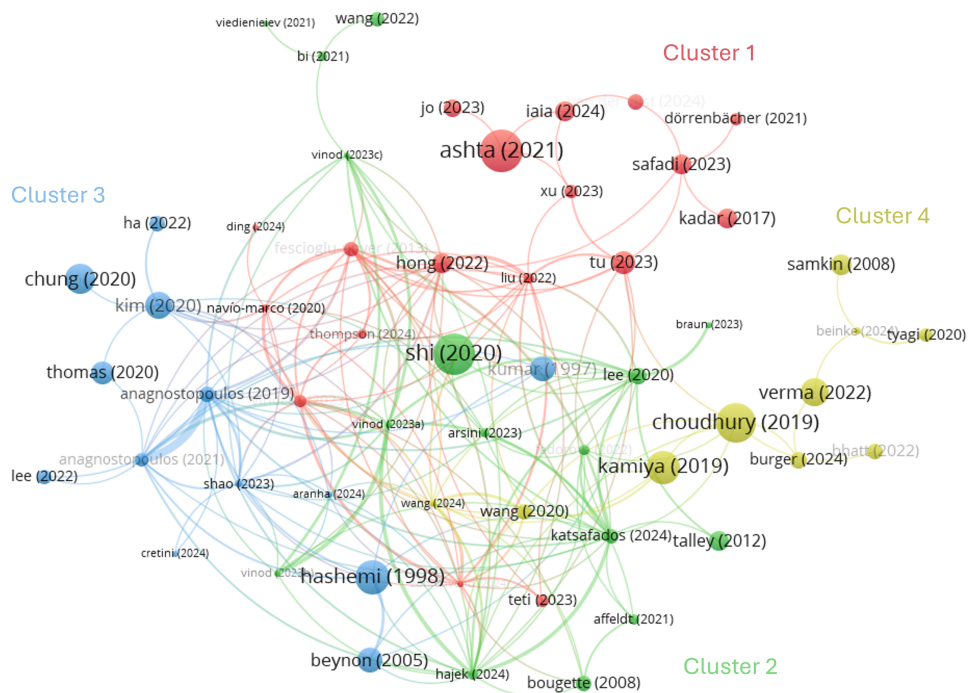 viedienieiev (2021)
wang (2022)
bi (2021)
Cluster 1
jo (2023)
iaia (2024)
dörrenbächer (2021)
ashta (2021)
vinod (2023c)
safadi (2023)
Cluster 3
xu (2023)
Cluster 4
ha (2022)
ding (2024)
kadar (2017)
hong (2022)
tu (2023)
samkin (2008)
chung (2020)
liu (2022)
kim (2020)
navío-marco (2020)
thompson (2024)
braun (2023)
beinke (2024)
tyagi (2020)
shi (2020)
kumar (1997)
thomas (2020)
lee (2020)
anagnostopoulos (2019)
verma (2022)
choudhury (2019)
vinod (2023a)
arsini (2023)
bhatt (2022)
anagnostopoulos (2021)
kamiya (2019)
burger (2024)
lee (2022)
shao (2023)
aranha (2024)
wang (2024)
wang (2020)
katsafados (2024)
talley (2012)
cretini (2024)
hashemi (1998)
teti (2023)
affeldt (2021)
beynon (2005)
Cluster 2
hajek (2024)
bougette (2008)